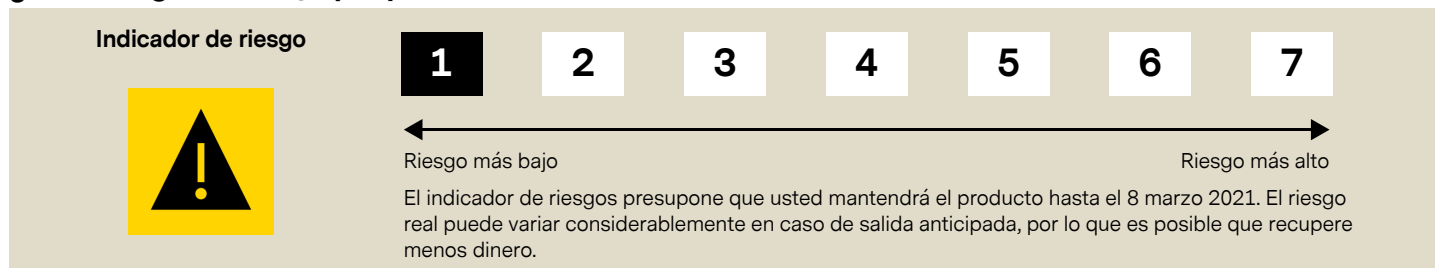 Indicador de riesgo
1 2 3 4 5 6 7
Riesgo más bajo Riesgo más alto
El indicador de riesgos presupone que usted mantendrá el producto hasta el 8 marzo 2021. El riesgo
real puede variar considerablemente en caso de salida anticipada, por lo que es posible que recupere
menos dinero.